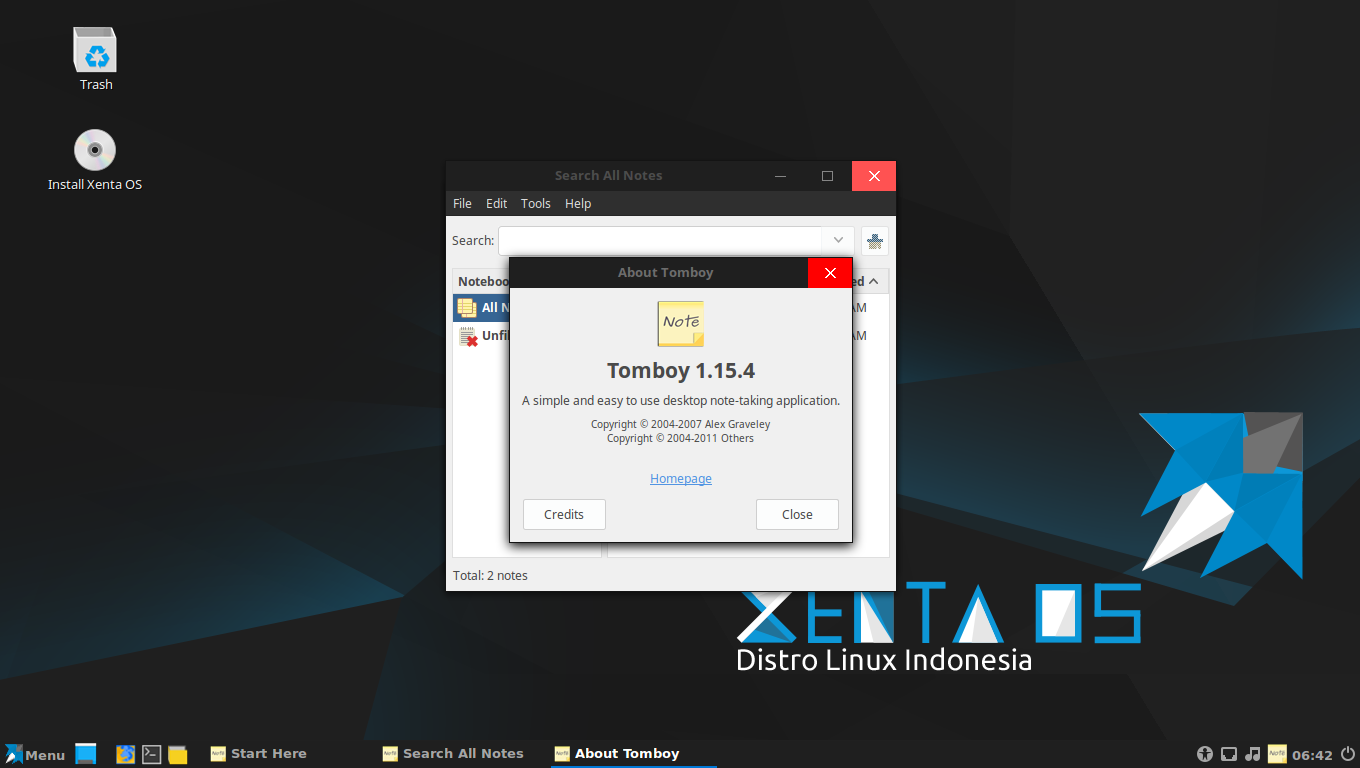 Trash
Install Xenta OS
Search All Notes
File Edit Tools Help
Search:
About Tomboy
Note
Tomboy 1.15.4
A simple and easy to use desktop note-taking application.
Copyright © 2004-2007 Alex Graveley
Copyright © 2004-2011 Others
Homepage
Credits Close
All N
AM
AM
Total: 2 notes
XENTA OS
Distro Linux Indonesia
Menu Start Here Search All Notes About Tomboy 06:42